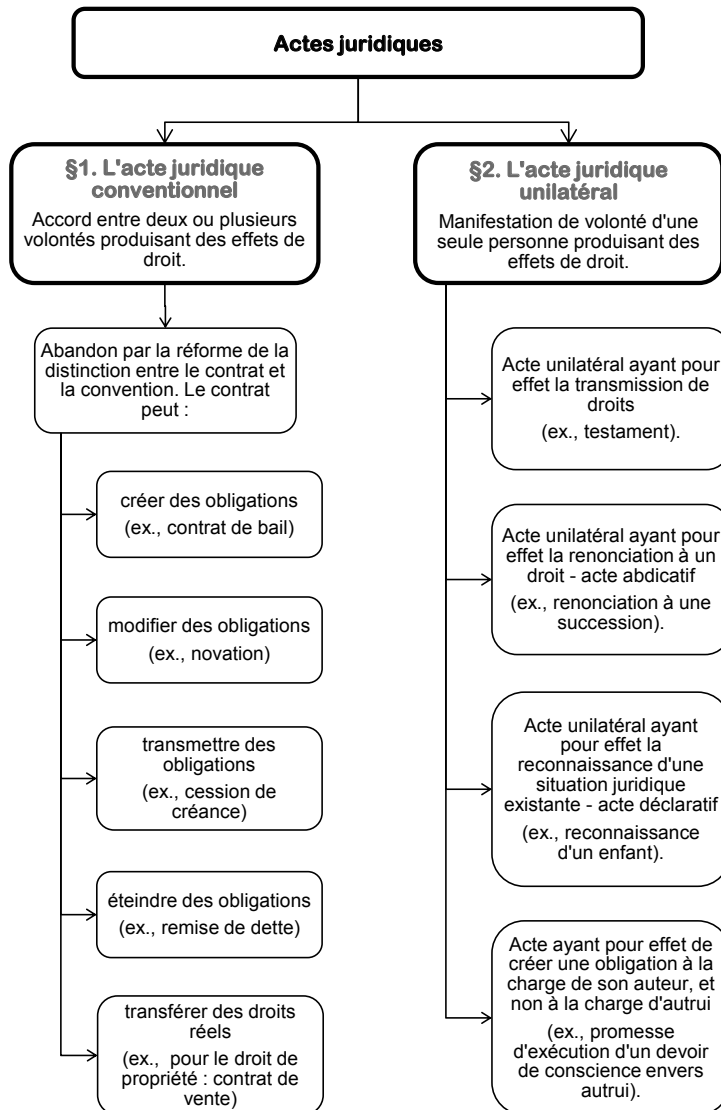 Actes juridiques
§1. L'acte juridique
conventionnel
Accord entre deux ou plusieurs
volontés produisant des effets de
droit.
Abandon par la réforme de la
distinction entre le contrat et
la convention. Le contrat
peut :
créer des obligations
(ex., contrat de bail)
modifier des obligations
(ex., novation)
transmettre des
obligations
(ex., cession de
créance)
éteindre des obligations
(ex., remise de dette)
transférer des droits
réels
(ex., pour le droit de
propriété : contrat de
vente)
§2. L'acte juridique
unilatéral
Manifestation de volonté d'une
seule personne produisant des
effets de droit.
Acte unilatéral ayant pour
effet la transmission de
droits
(ex., testament).
Acte unilatéral ayant pour
effet la renonciation à un
droit - acte abdicatif
(ex., renonciation à une
succession).
Acte unilatéral ayant
pour effet la
reconnaissance d'une
situation juridique
existante - acte déclaratif
(ex., reconnaissance
d'un enfant).
Acte ayant pour effet de
créer une obligation à la
charge de son auteur, et
non à la charge d'autrui
(ex., promesse
d'exécution d'un devoir
de conscience envers
autrui).